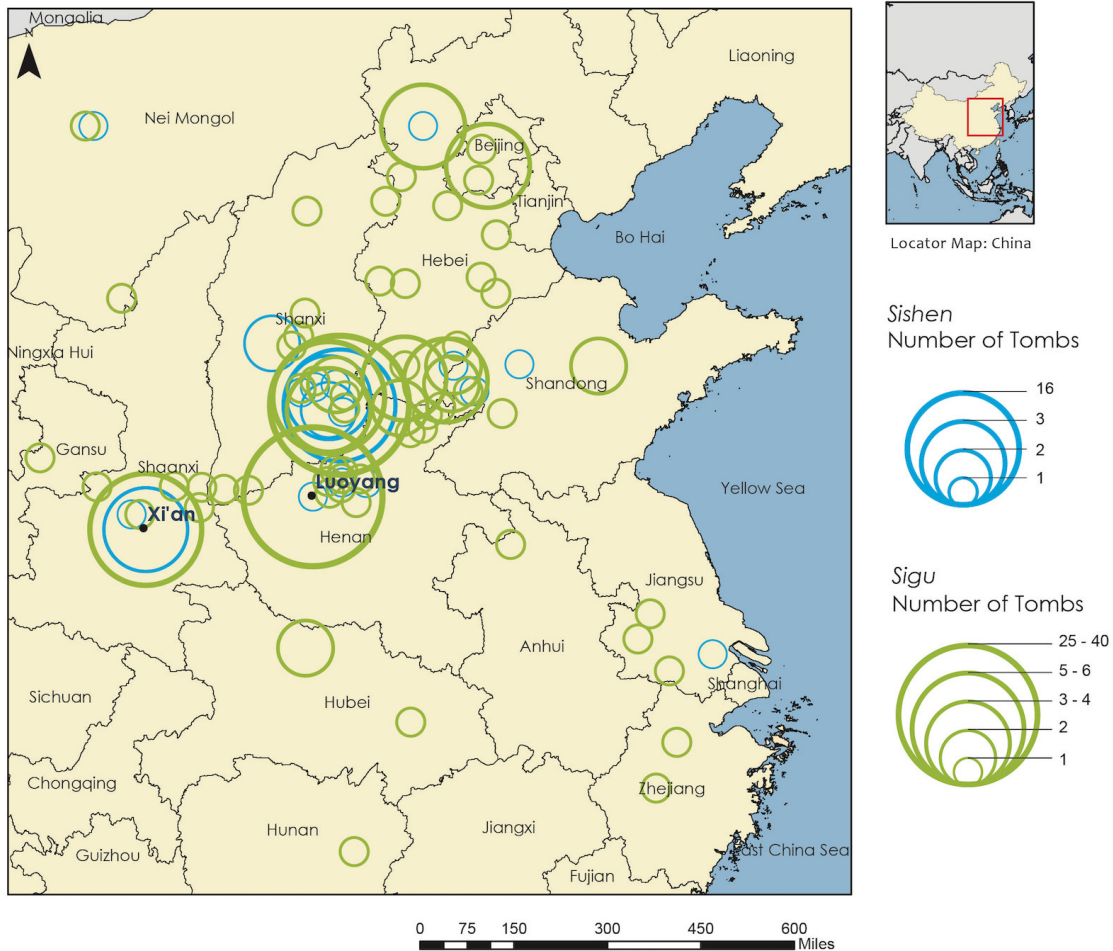 Mongolia
N
Liaoning
Nei Mongol
Beijing
Tianjin
Bo Hai
Locator Map: China
Hebei
Shanxi
Ningxia Hui
Shandong
Sishen
Number of Tombs
16
3
2
1
Gansu
Shaanxi
Luoyang
Xi'an
Henan
Yellow Sea
Jiangsu
Sigu
Number of Tombs
25 - 40
5 - 6
3 - 4
2
1
Anhui
Shanghai
Sichuan
Hubei
Chongqing
Zhejiang
Hunan
Jiangxi
Guizhou
East China Sea
Fujian
0 75 150 300 450 600
Miles